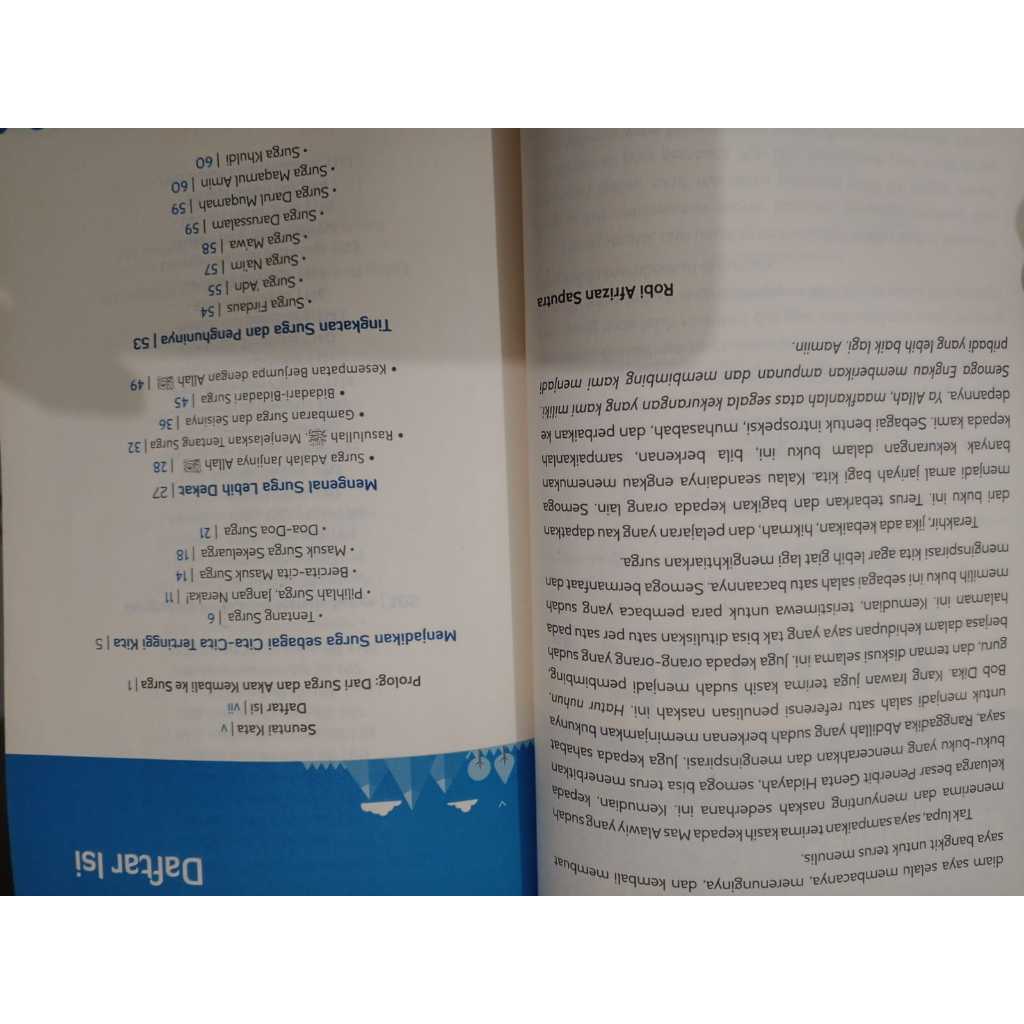 diam saya selalu membacanya, merenunginya, dan kembali membuat
saya bangkit untuk terus menulis.
Tak lupa, saya sampaikan terima kasih kepada Mas Alawiy yang sudah
menerima dan menyunting naskah sederhana ini. Kemudian, kepada
keluarga besar Penerbit Genta Hidayah, semoga bisa terus menerbitkan
buku-buku yang mencerahkan dan menginspirasi. Juga kepada sahabat
saya, Ranggadika Abdillah yang sudah berkenan meminjamkan bukunya
untuk menjadi salah satu referensi penulisan naskah ini. Hatur nuhun,
Bob Dika. Kang Irawan juga terima kasih sudah menjadi pembimbing,
guru, dan teman diskusi selama ini. Juga kepada orang-orang yang sudah
berjasa dalam kehidupan saya yang tak bisa dituliskan satu per satu pada
halaman ini. Kemudian, teristimewa untuk para pembaca yang sudah
memilih buku ini sebagai salah satu bacaannya. Semoga bermanfaat dan
menginspirasi kita agar lebih giat lagi mengikhtiarkan surga.
Terakhir, jika ada kebaikan, hikmah, dan pelajaran yang kau dapatkan
dari buku ini. Terus tebarkan dan bagikan kepada orang lain. Semoga
menjadi amal jariyah bagi kita. Kalau seandainya engkau menemukan
banyak kekurangan dalam buku ini, bila berkenan, sampaikanlah
kepada kami. Sebagai bentuk introspeksi, muhasabah, dan perbaikan ke
depannya. Ya Allah, maafkanlah atas segala kekurangan yang kami miliki.
Semoga Engkau memberikan ampunan dan membimbing kami menjadi
pribadi yang lebih baik lagi. Aamiin.
Robi Afrizan Saputra
Daftar Isi
Seuntai Kata | v
Daftar Isi | vii
Prolog: Dari Surga dan Akan Kembali ke Surga | 1
Menjadikan Surga sebagai Cita-Cita Tertinggi Kita | 5
• Tentang Surga | 6
• Pilihlah Surga, Jangan Neraka! | 11
• Bercita-cita Masuk Surga | 14
• Masuk Surga Sekeluarga | 18
• Doa-Doa Surga | 21
Mengenal Surga Lebih Dekat | 27
• Surga Adalah Janjinya Allah ﷻ | 28
• Rasulullah ﷺ, Menjelaskan Tentang Surga | 32
• Gambaran Surga dan Seisinya | 36
• Bidadari-Bidadari Surga | 45
• Kesempatan Berjumpa dengan Allah ﷻ | 49
Tingkatan Surga dan Penghuninya | 53
• Surga Firdaus | 54
• Surga 'Adn | 55
• Surga Na'im | 57
• Surga Ma'wa | 58
• Surga Darussalam | 59
• Surga Darul Muqamah | 59
• Surga Maqamul Amin | 60
• Surga Khuldi | 60